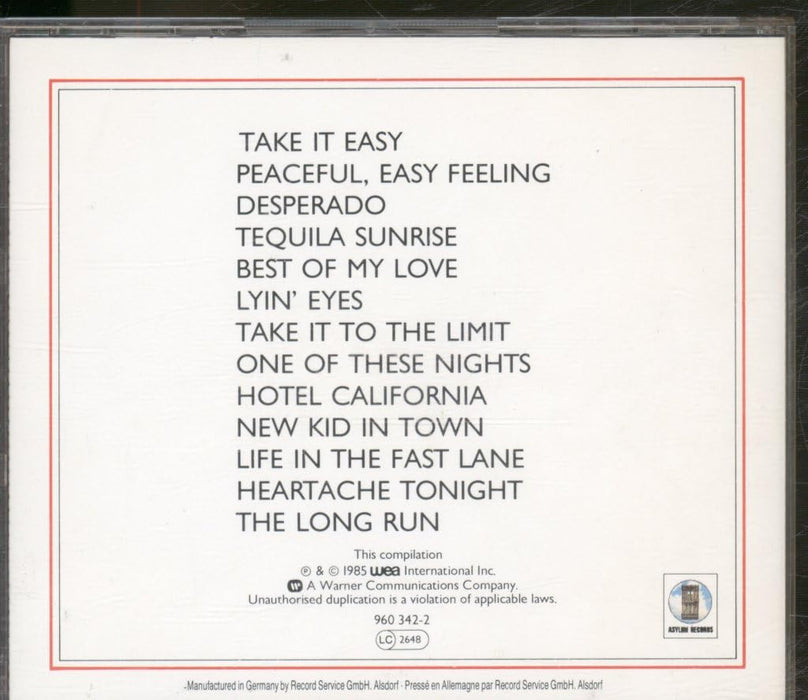 TAKE IT EASY
PEACEFUL, EASY FEELING
DESPERADO
TEQUILA SUNRISE
BEST OF MY LOVE
LYIN' EYES
TAKE IT TO THE LIMIT
ONE OF THESE NIGHTS
HOTEL CALIFORNIA
NEW KID IN TOWN
LIFE IN THE FAST LANE
HEARTACHE TONIGHT
THE LONG RUN
This compilation
℗ & © 1985 wea International Inc.
A Warner Communications Company.
Unauthorised duplication is a violation of applicable laws.
960 342-2
LC 2648
ASYLUM RECORDS
Manufactured in Germany by Record Service GmbH. Alsdorf · Pressé en Allemagne par Record Service GmbH. Alsdorf